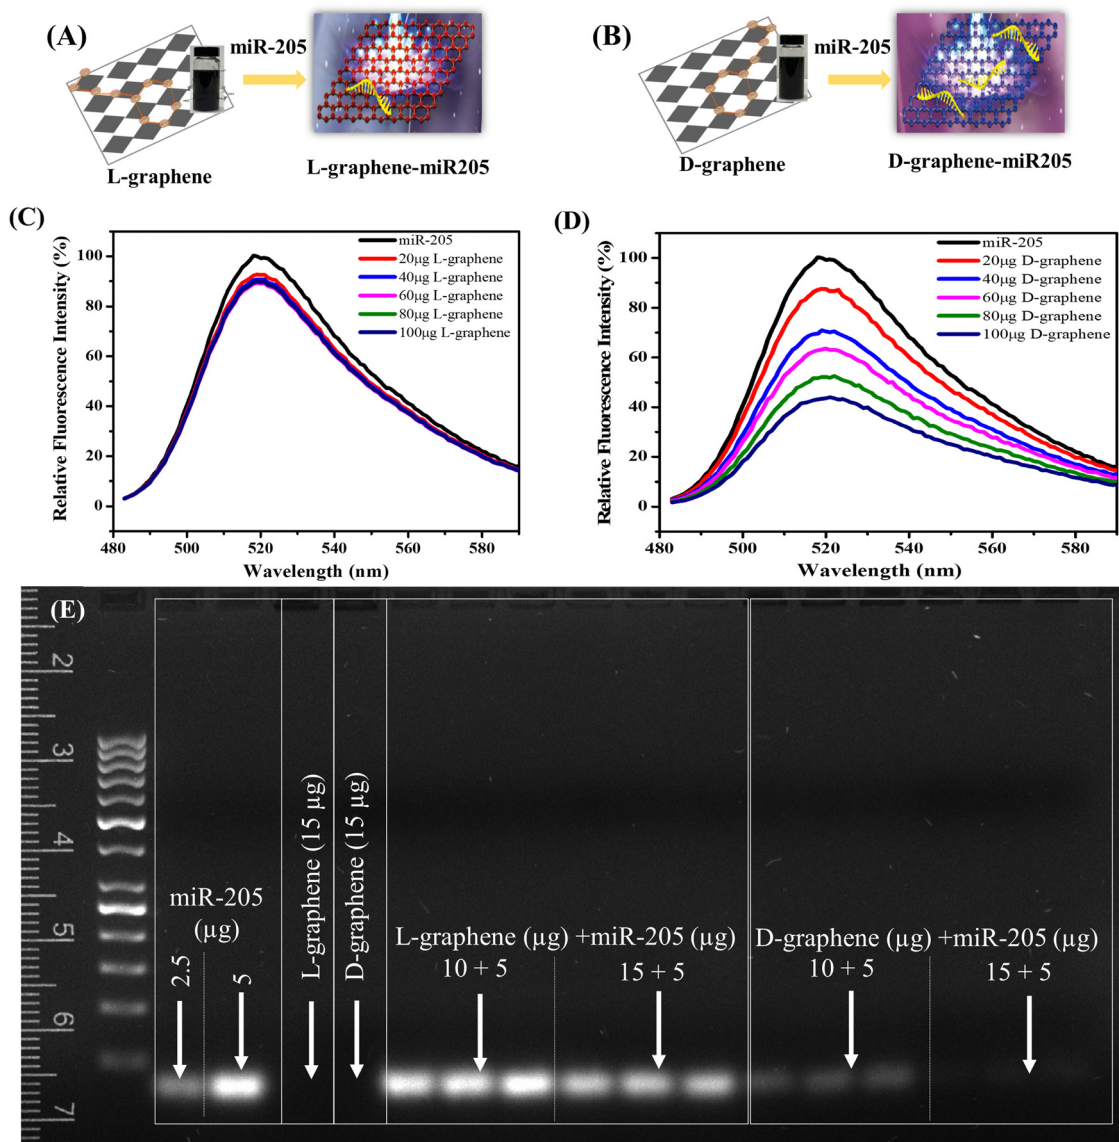 (A)
miR-205
L-graphene
L-graphene-miR205
(B)
miR-205
D-graphene
D-graphene-miR205
(C)
Relative Fluorescence Intensity (%)
100
80
60
40
20
0
480
500
520
540
560
580
Wavelength (nm)
miR-205
20μg L-graphene
40μg L-graphene
60μg L-graphene
80μg L-graphene
100μg L-graphene
(D)
Relative Fluorescence Intensity (%)
100
80
60
40
20
0
480
500
520
540
560
580
Wavelength (nm)
miR-205
20μg D-graphene
40μg D-graphene
60μg D-graphene
80μg D-graphene
100μg D-graphene
(E)
2
3
4
5
6
7
miR-205
(μg)
2.5
5
L-graphene (15 μg)
D-graphene (15 μg)
L-graphene (μg) +miR-205 (μg)
10 + 5
15 + 5
D-graphene (μg) +miR-205 (μg)
10 + 5
15 + 5